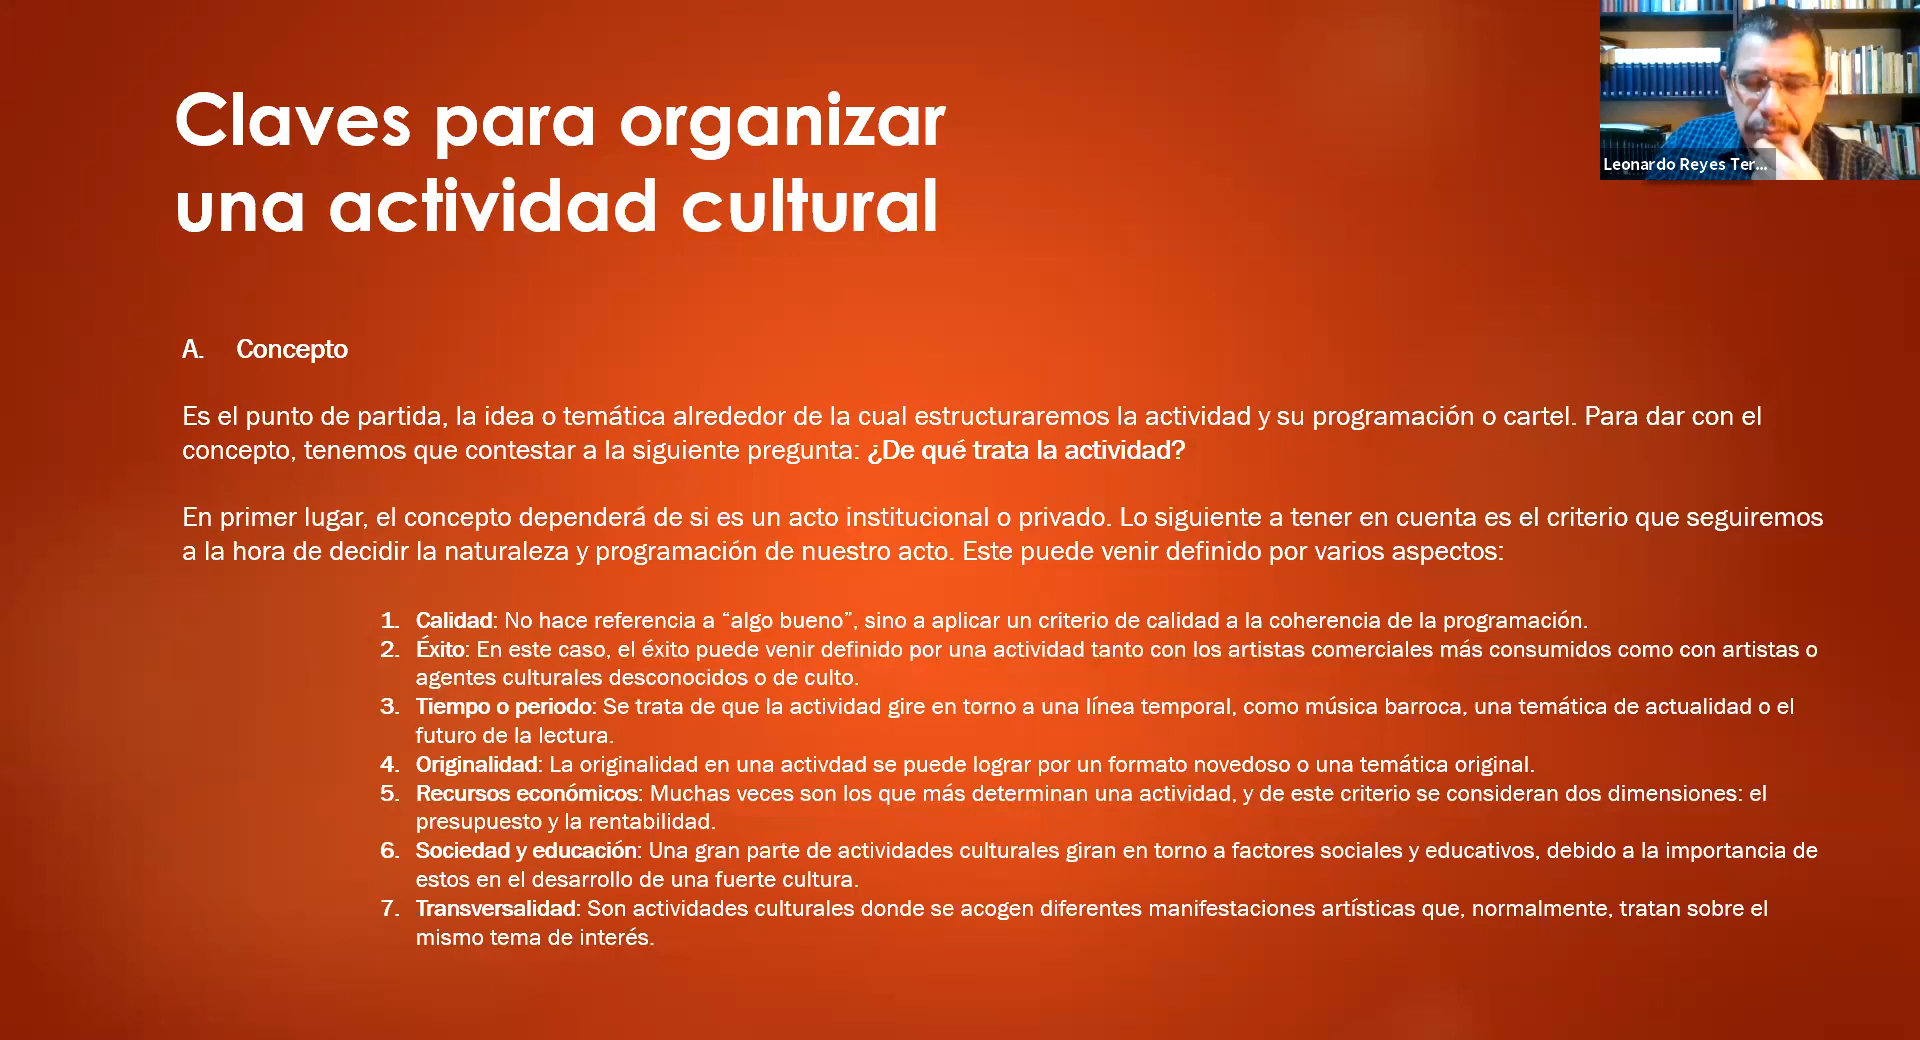 Claves para organizar
una actividad cultural
Leonardo Reyes Ter...
A. Concepto
Es el punto de partida, la idea o temática alrededor de la cual estructuraremos la actividad y su programación o cartel. Para dar con el
concepto, tenemos que contestar a la siguiente pregunta: ¿De qué trata la actividad?
En primer lugar, el concepto dependerá de si es un acto institucional o privado. Lo siguiente a tener en cuenta es el criterio que seguiremos
a la hora de decidir la naturaleza y programación de nuestro acto. Este puede venir definido por varios aspectos:
1. Calidad: No hace referencia a “algo bueno”, sino a aplicar un criterio de calidad a la coherencia de la programación.
2. Éxito: En este caso, el éxito puede venir definido por una actividad tanto con los artistas comerciales más consumidos como con artistas o
agentes culturales desconocidos o de culto.
3. Tiempo o periodo: Se trata de que la actividad gire en torno a una línea temporal, como música barroca, una temática de actualidad o el
futuro de la lectura.
4. Originalidad: La originalidad en una activdad se puede lograr por un formato novedoso o una temática original.
5. Recursos económicos: Muchas veces son los que más determinan una actividad, y de este criterio se consideran dos dimensiones: el
presupuesto y la rentabilidad.
6. Sociedad y educación: Una gran parte de actividades culturales giran en torno a factores sociales y educativos, debido a la importancia de
estos en el desarrollo de una fuerte cultura.
7. Transversalidad: Son actividades culturales donde se acogen diferentes manifestaciones artísticas que, normalmente, tratan sobre el
mismo tema de interés.